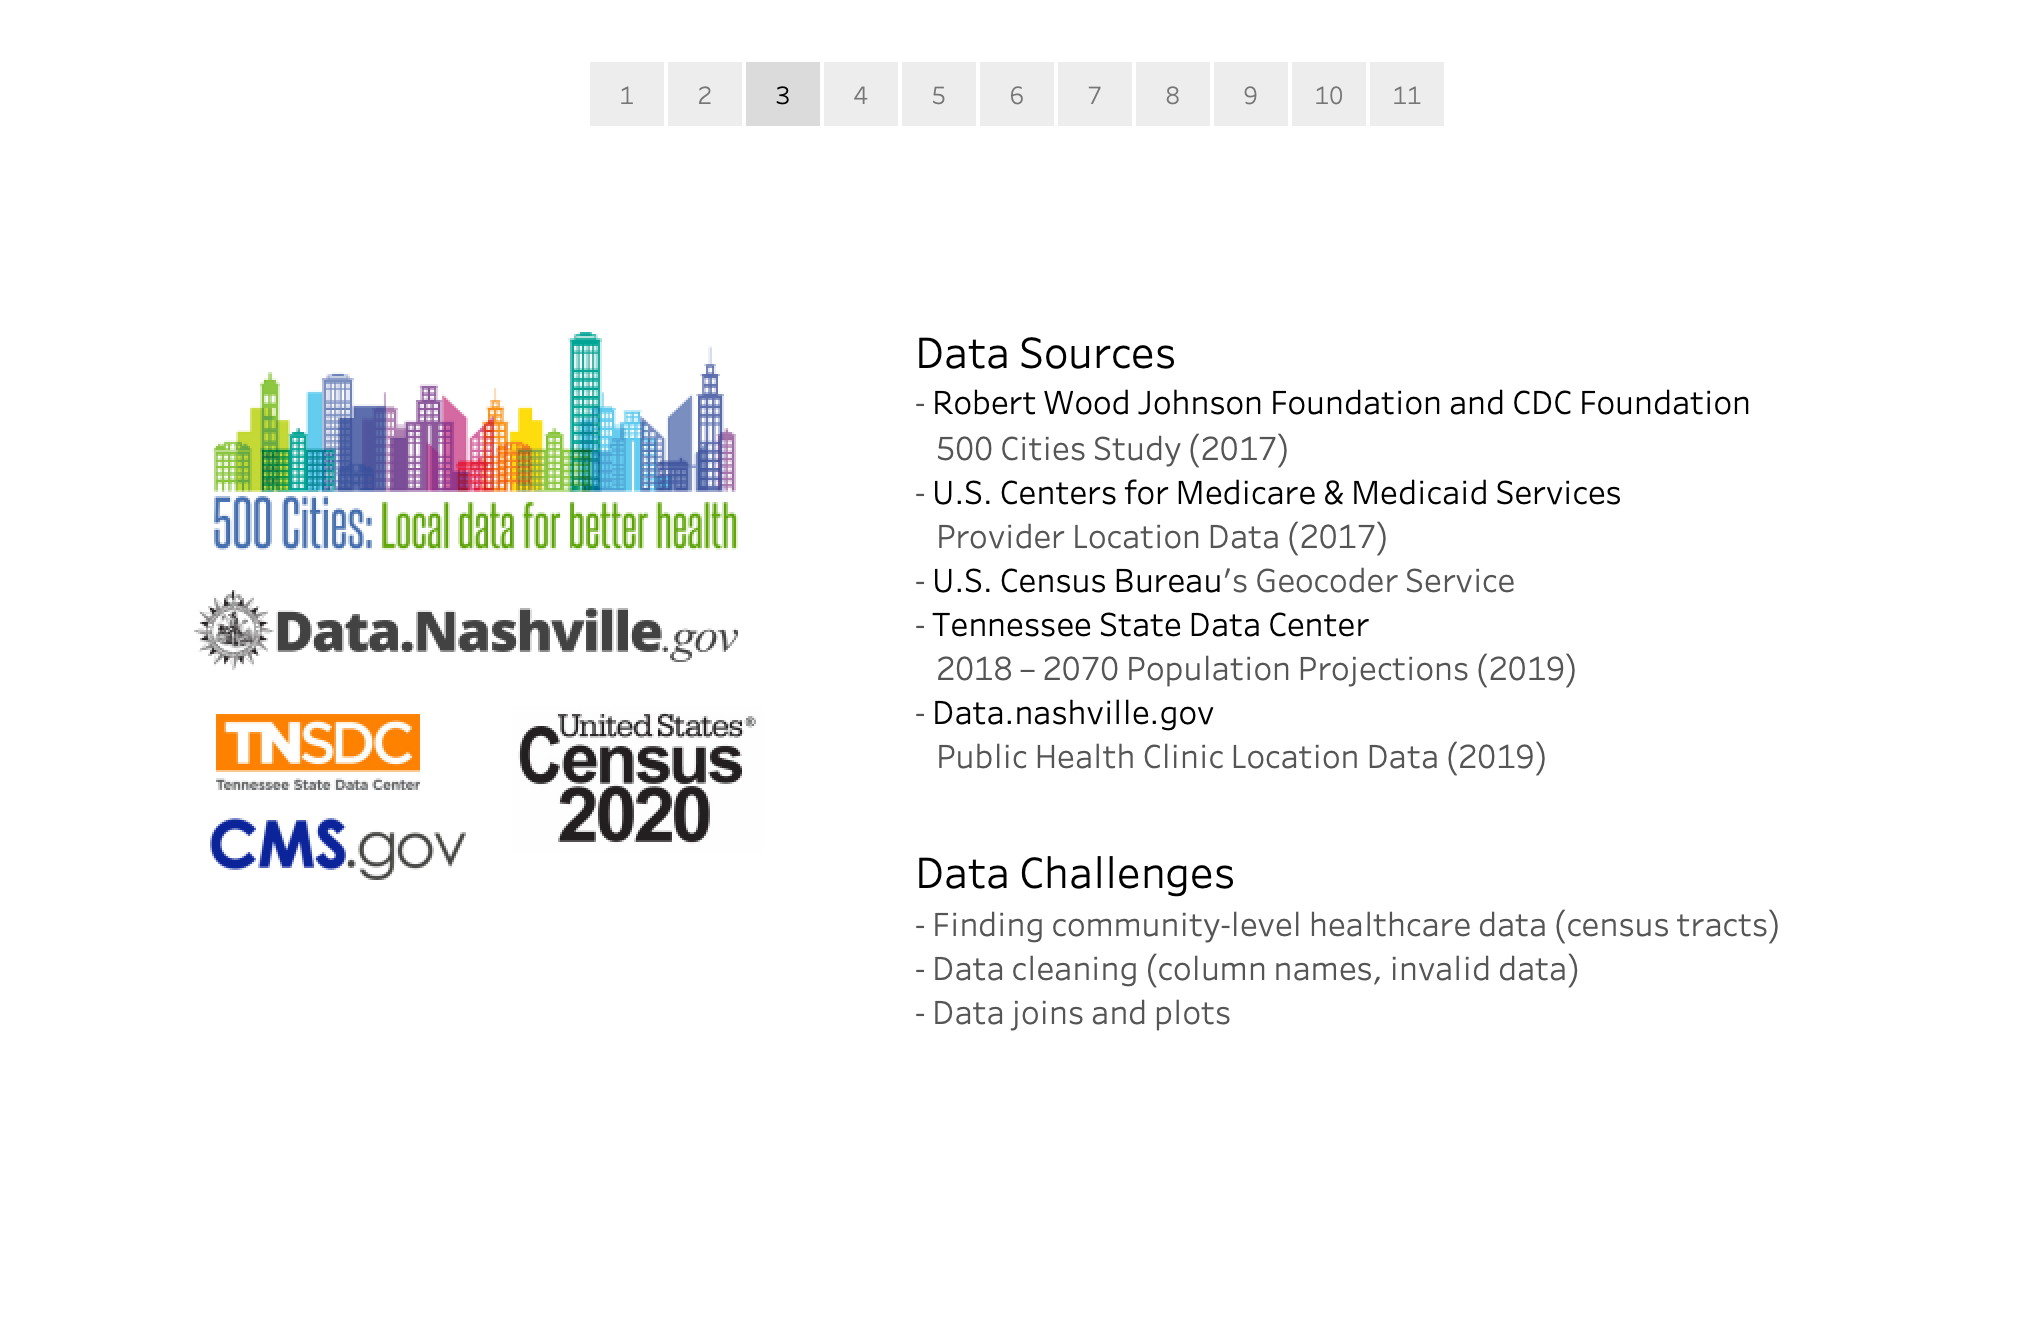 1 2 3 4 5 6 7 8 9 10 11
500 Cities: Local data for better health
Data.Nashville.gov
TNSDC
Tennessee State Data Center
CMS.gov
United States®
Census
2020
Data Sources
- Robert Wood Johnson Foundation and CDC Foundation
500 Cities Study (2017)
- U.S. Centers for Medicare & Medicaid Services
Provider Location Data (2017)
- U.S. Census Bureau’s Geocoder Service
- Tennessee State Data Center
2018 – 2070 Population Projections (2019)
- Data.nashville.gov
Public Health Clinic Location Data (2019)
Data Challenges
- Finding community-level healthcare data (census tracts)
- Data cleaning (column names, invalid data)
- Data joins and plots